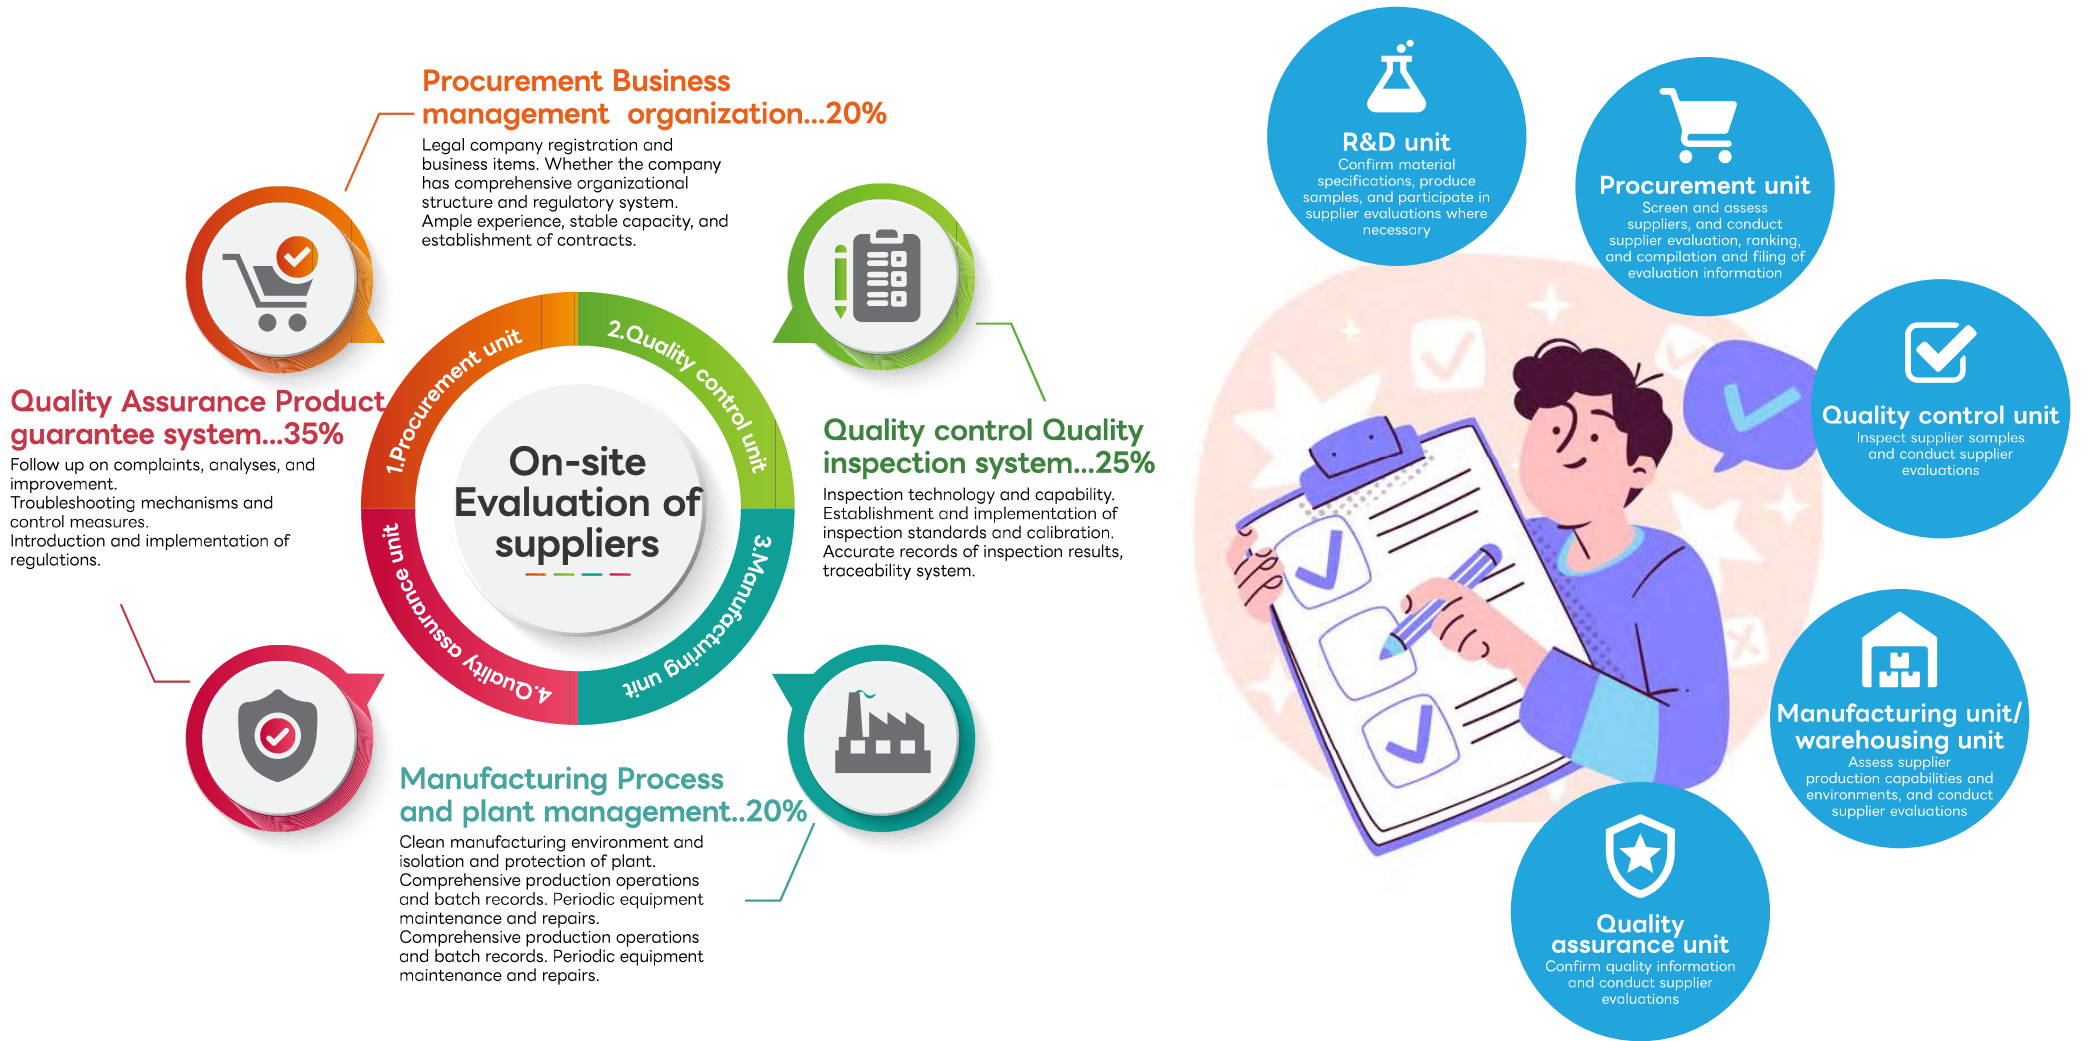 Procurement Business
management organization...20%
Legal company registration and
business items. Whether the company
has comprehensive organizational
structure and regulatory system.
Ample experience, stable capacity, and
establishment of contracts.
Quality Assurance Product
guarantee system...35%
Follow up on complaints, analyses, and
improvement.
Troubleshooting mechanisms and
control measures.
Introduction and implementation of
regulations.
1.Procurement unit
2.Quality control unit
3.Manufacturing unit
4.Quality assurance unit
On-site
Evaluation of
suppliers
Quality control Quality
inspection system...25%
Inspection technology and capability.
Establishment and implementation of
inspection standards and calibration.
Accurate records of inspection results,
traceability system.
Manufacturing Process
and plant management..20%
Clean manufacturing environment and
isolation and protection of plant.
Comprehensive production operations
and batch records. Periodic equipment
maintenance and repairs.
Comprehensive production operations
and batch records. Periodic equipment
maintenance and repairs.
R&D unit
Confirm material
specifications, produce
samples, and participate in
supplier evaluations where
necessary
Procurement unit
Screen and assess
suppliers, and conduct
supplier evaluation, ranking,
and compilation and filing of
evaluation information
Quality control unit
Inspect supplier samples
and conduct supplier
evaluations
Manufacturing unit/
warehousing unit
Assess supplier
production capabilities and
environments, and conduct
supplier evaluations
Quality
assurance unit
Confirm quality information
and conduct supplier
evaluations